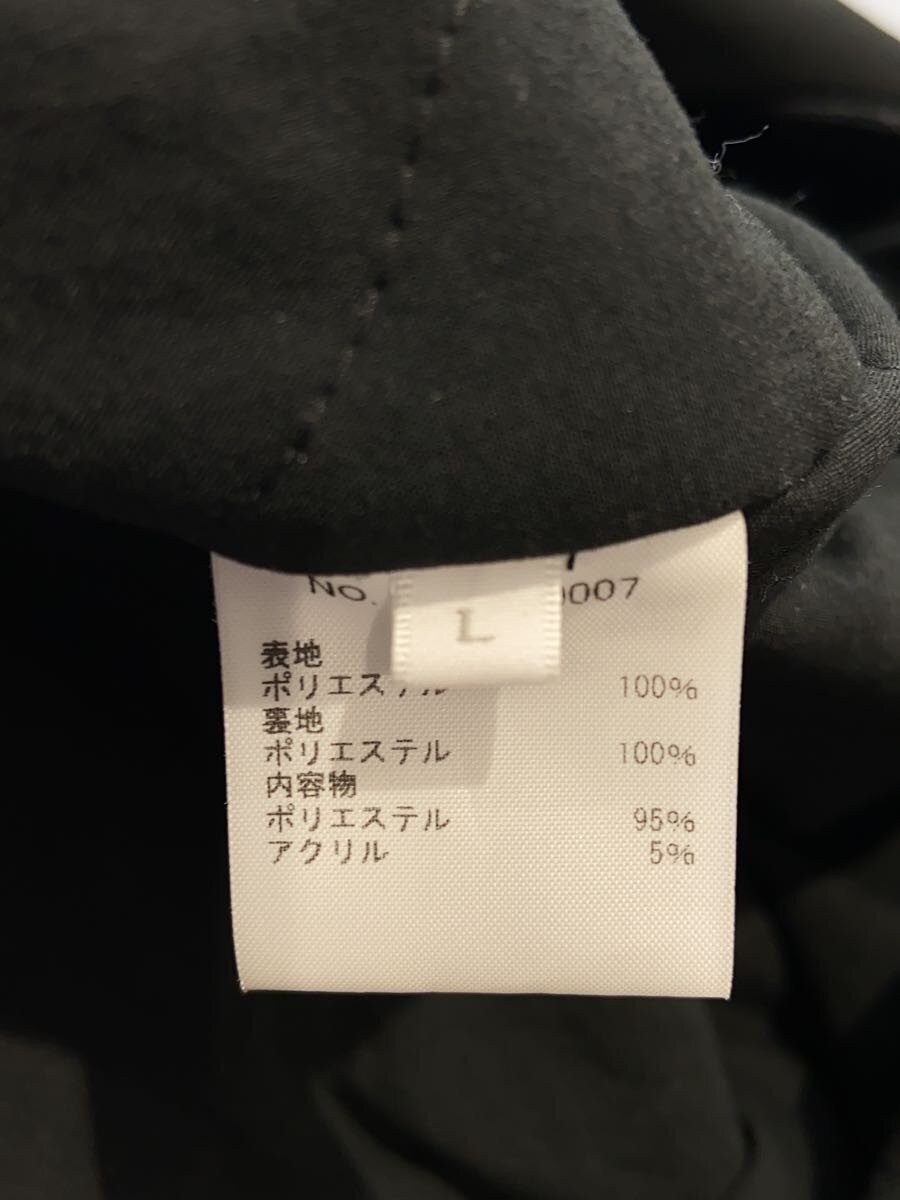 NO. 0007
L
表地
ポリエステル 100%
裏地
ポリエステル 100%
内容物
ポリエステル 95%
アクリル 5%